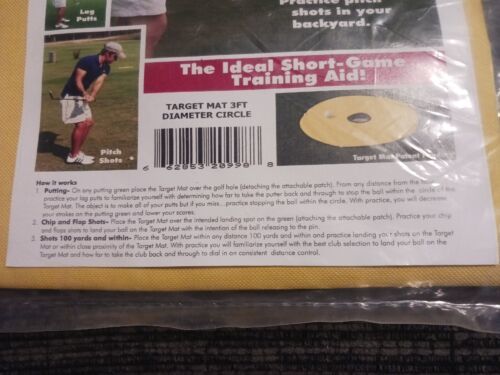 Lag
Putts
Practice pitch
shots in your
backyard.
The Ideal Short-Game
Training Aid!
TARGET MAT 3FT
DIAMETER CIRCLE
Pitch
Shots
6 62853 20998 8
Target Mat Patent
How it works
1. Putting- On any putting green place the Target Mat over the golf hole (detaching the attachable patch). From any distance from the
practice your lag putts to familiarize yourself with determining how far to take the putter back and through to stop the ball within the circle of the
Target Mat. The object is to make all of your putts but if you miss...practice stopping the ball within the circle. With practice, you will decrease
your strokes on the putting green and lower your scores.
2. Chip and Flop Shots- Place the Target Mat over the intended landing spot on the green (attaching the attachable patch). Practice your chip
and flops shots to land your ball on the Target Mat with the intention of the ball releasing to the pin.
3. Shots 100 yards and within- Place the Target Mat within any distance 100 yards and within and practice landing your shots on the Target
Mat or within close proximity of the Target Mat. With practice you will familiarize yourself with the best club selection to land your ball on the
Target Mat and how far to take the club back and through to dial in on consistent distance control.